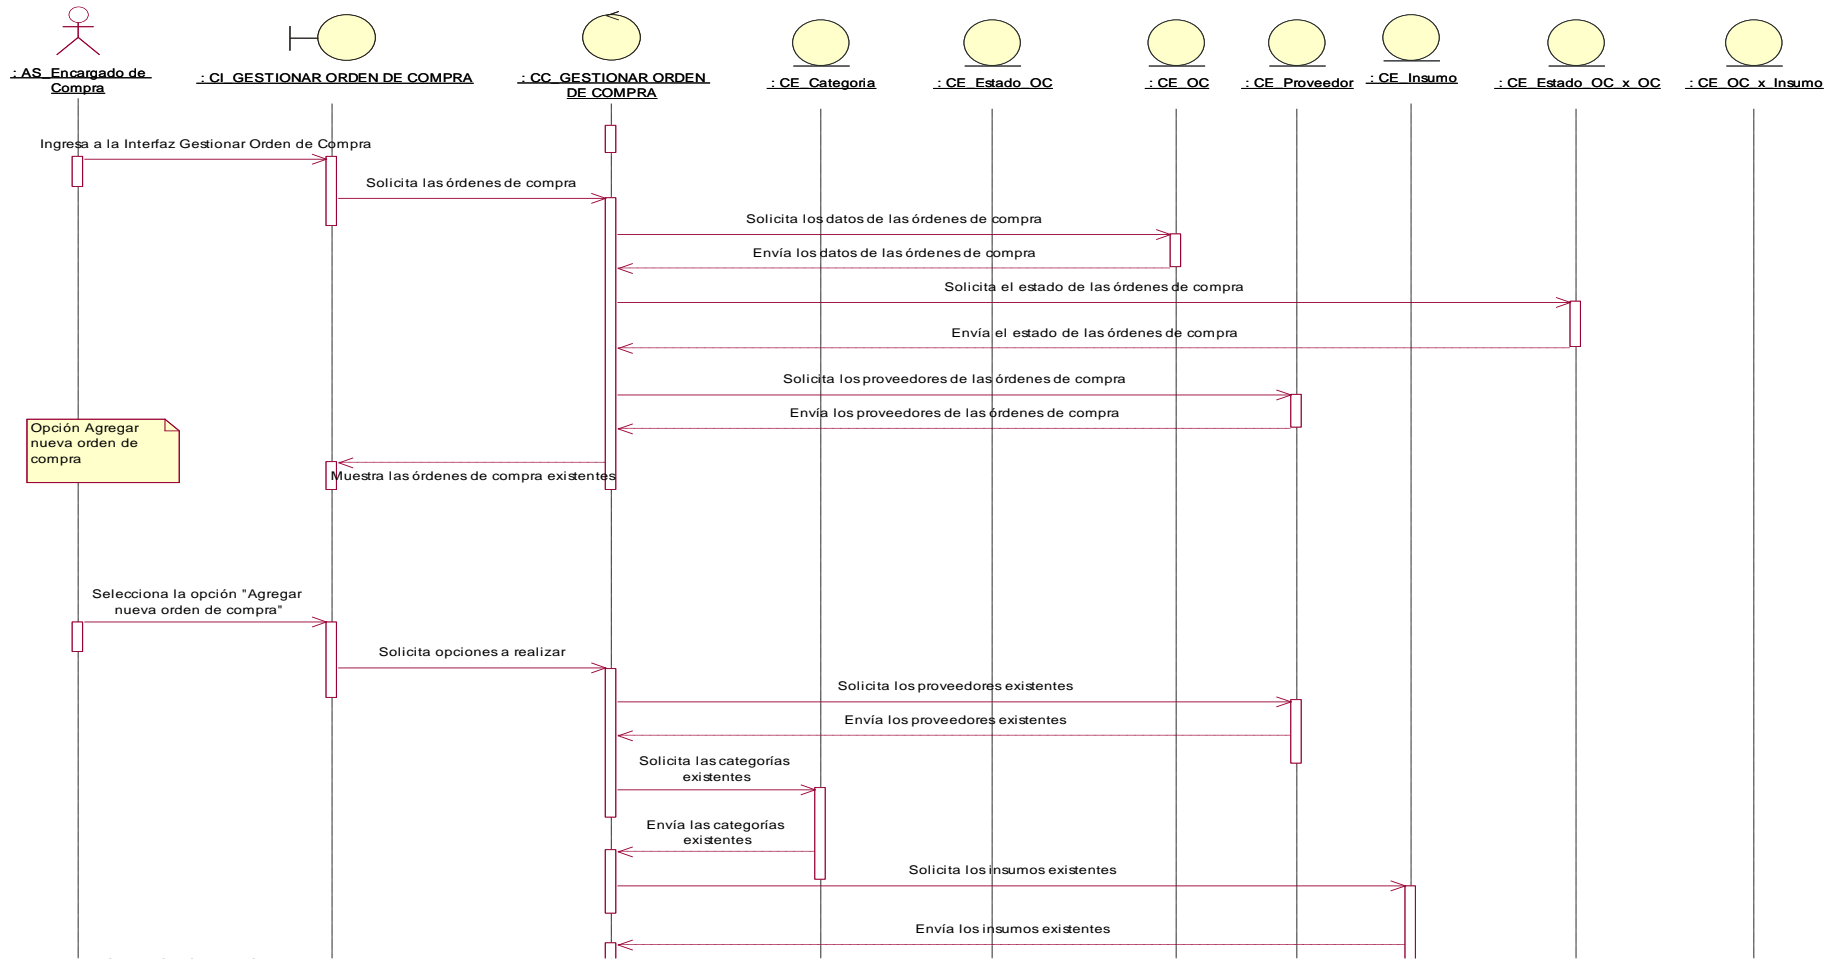 : AS_Encargado de
Compra
: CI_GESTIONAR ORDEN DE COMPRA
: CC_GESTIONAR ORDEN
DE COMPRA
: CE_Categoria
: CE_Estado_OC
: CE_OC
: CE_Proveedor
: CE_Insumo
: CE_Estado_OC_x_OC
: CE_OC_x_Insumo
Ingresa a la Interfaz Gestionar Orden de Compra
Solicita las órdenes de compra
Solicita los datos de las órdenes de compra
Envía los datos de las órdenes de compra
Solicita el estado de las órdenes de compra
Envía el estado de las órdenes de compra
Solicita los proveedores de las órdenes de compra
Envía los proveedores de las órdenes de compra
Opción Agregar
nueva orden de
compra
Muestra las órdenes de compra existentes
Selecciona la opción "Agregar
nueva orden de compra"
Solicita opciones a realizar
Solicita los proveedores existentes
Envía los proveedores existentes
Solicita las categorías
existentes
Envía las categorías
existentes
Solicita los insumos existentes
Envía los insumos existentes